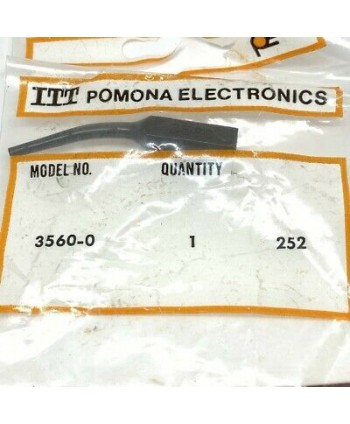 ITT POMONA ELECTRONICS
MODEL NO. QUANTITY
3560-0 1 252